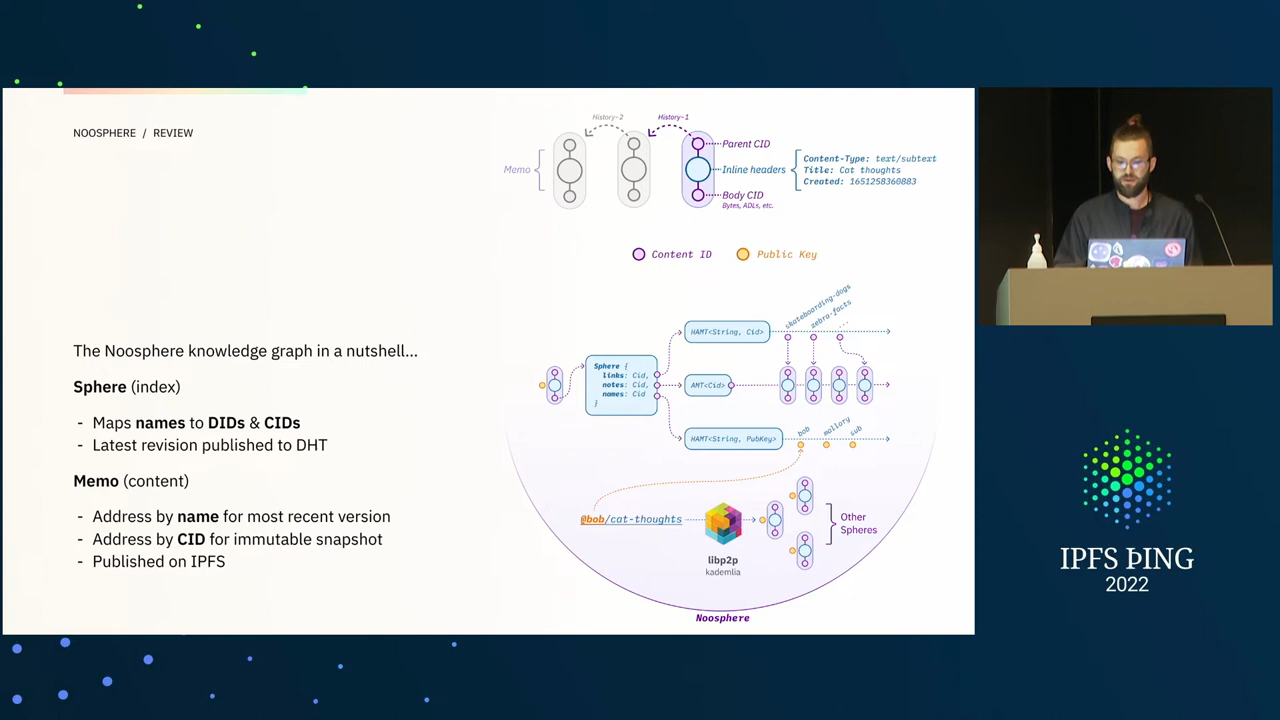 NOOSPHERE / REVIEW
The Noosphere knowledge graph in a nutshell...
Sphere (index)
- Maps names to DIDs & CIDs
- Latest revision published to DHT
Memo (content)
- Address by name for most recent version
- Address by CID for immutable snapshot
- Published on IPFS
History-2
History-1
Memo
Parent CID
Inline headers
Body CID
Bytes, ADLs, etc.
Content-Type: text/subtext
Title: Cat thoughts
Created: 1651258360883
Content ID
Public Key
skateboarding-dogs
zebra-facts
...
HAMT<String, Cid>
Sphere {
links: Cid,
notes: Cid,
names: Cid
}
AMT<Cid>
HAMT<String, PubKey>
bob
mallory
sub
@bob/cat-thoughts
libp2p
kademlia
Other
Spheres
Noosphere
IPFS ÞING
2022